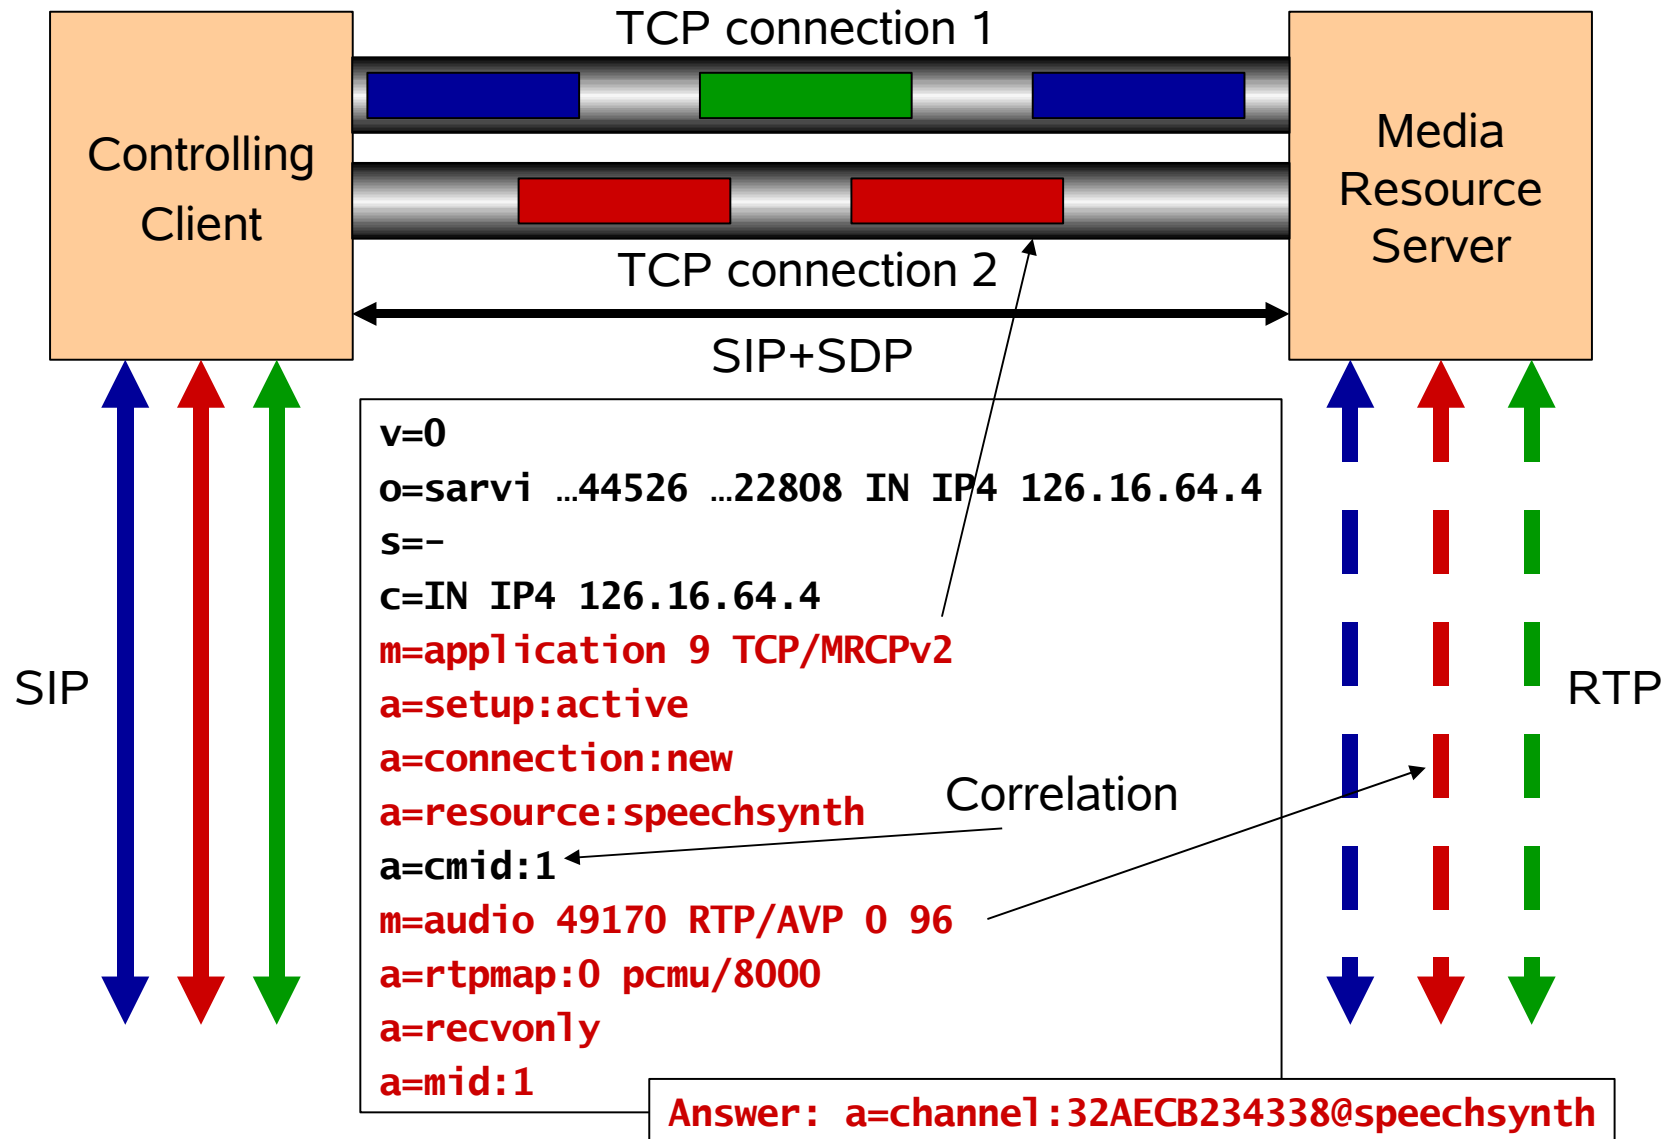 TCP connection 1
Controlling
Client
Media
Resource
Server
TCP connection 2
SIP+SDP
v=0
o=sarvi …44526 …22808 IN IP4 126.16.64.4
s=-
c=IN IP4 126.16.64.4
m=application 9 TCP/MRCPv2
a=setup:active
a=connection:new
a=resource:speechsynth
a=cmid:1
m=audio 49170 RTP/AVP 0 96
a=rtpmap:0 pcmu/8000
a=recvonly
a=mid:1
SIP
Correlation
RTP
Answer: a=channel:32AECB234338@speechsynth